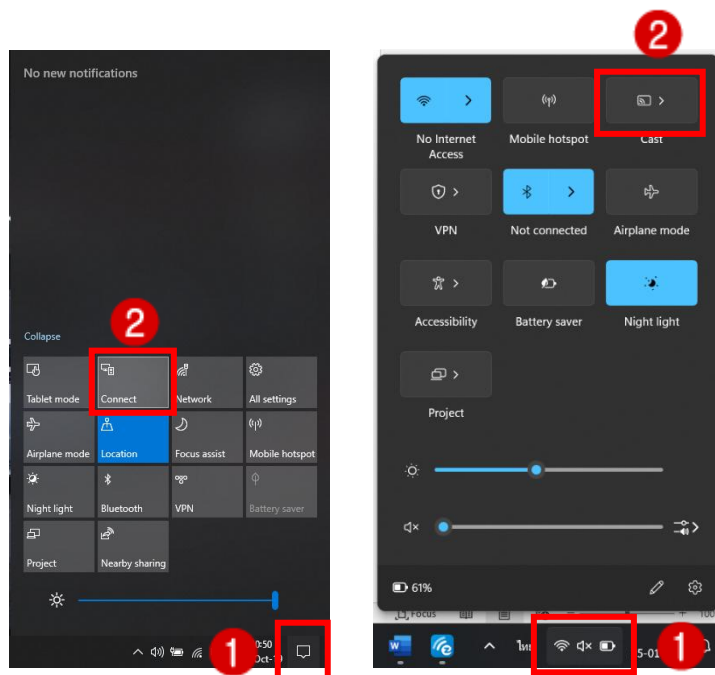 No new notifications
2
Collapse
Tablet mode
Connect
Network
All settings
Airplane mode
Location
Focus assist
Mobile hotspot
Night light
Bluetooth
VPN
Battery saver
Project
Nearby sharing
1
2
No Internet
Access
Mobile hotspot
Cast
VPN
Not connected
Airplane mode
Accessibility
Battery saver
Night light
Project
61%
Focus
100
1